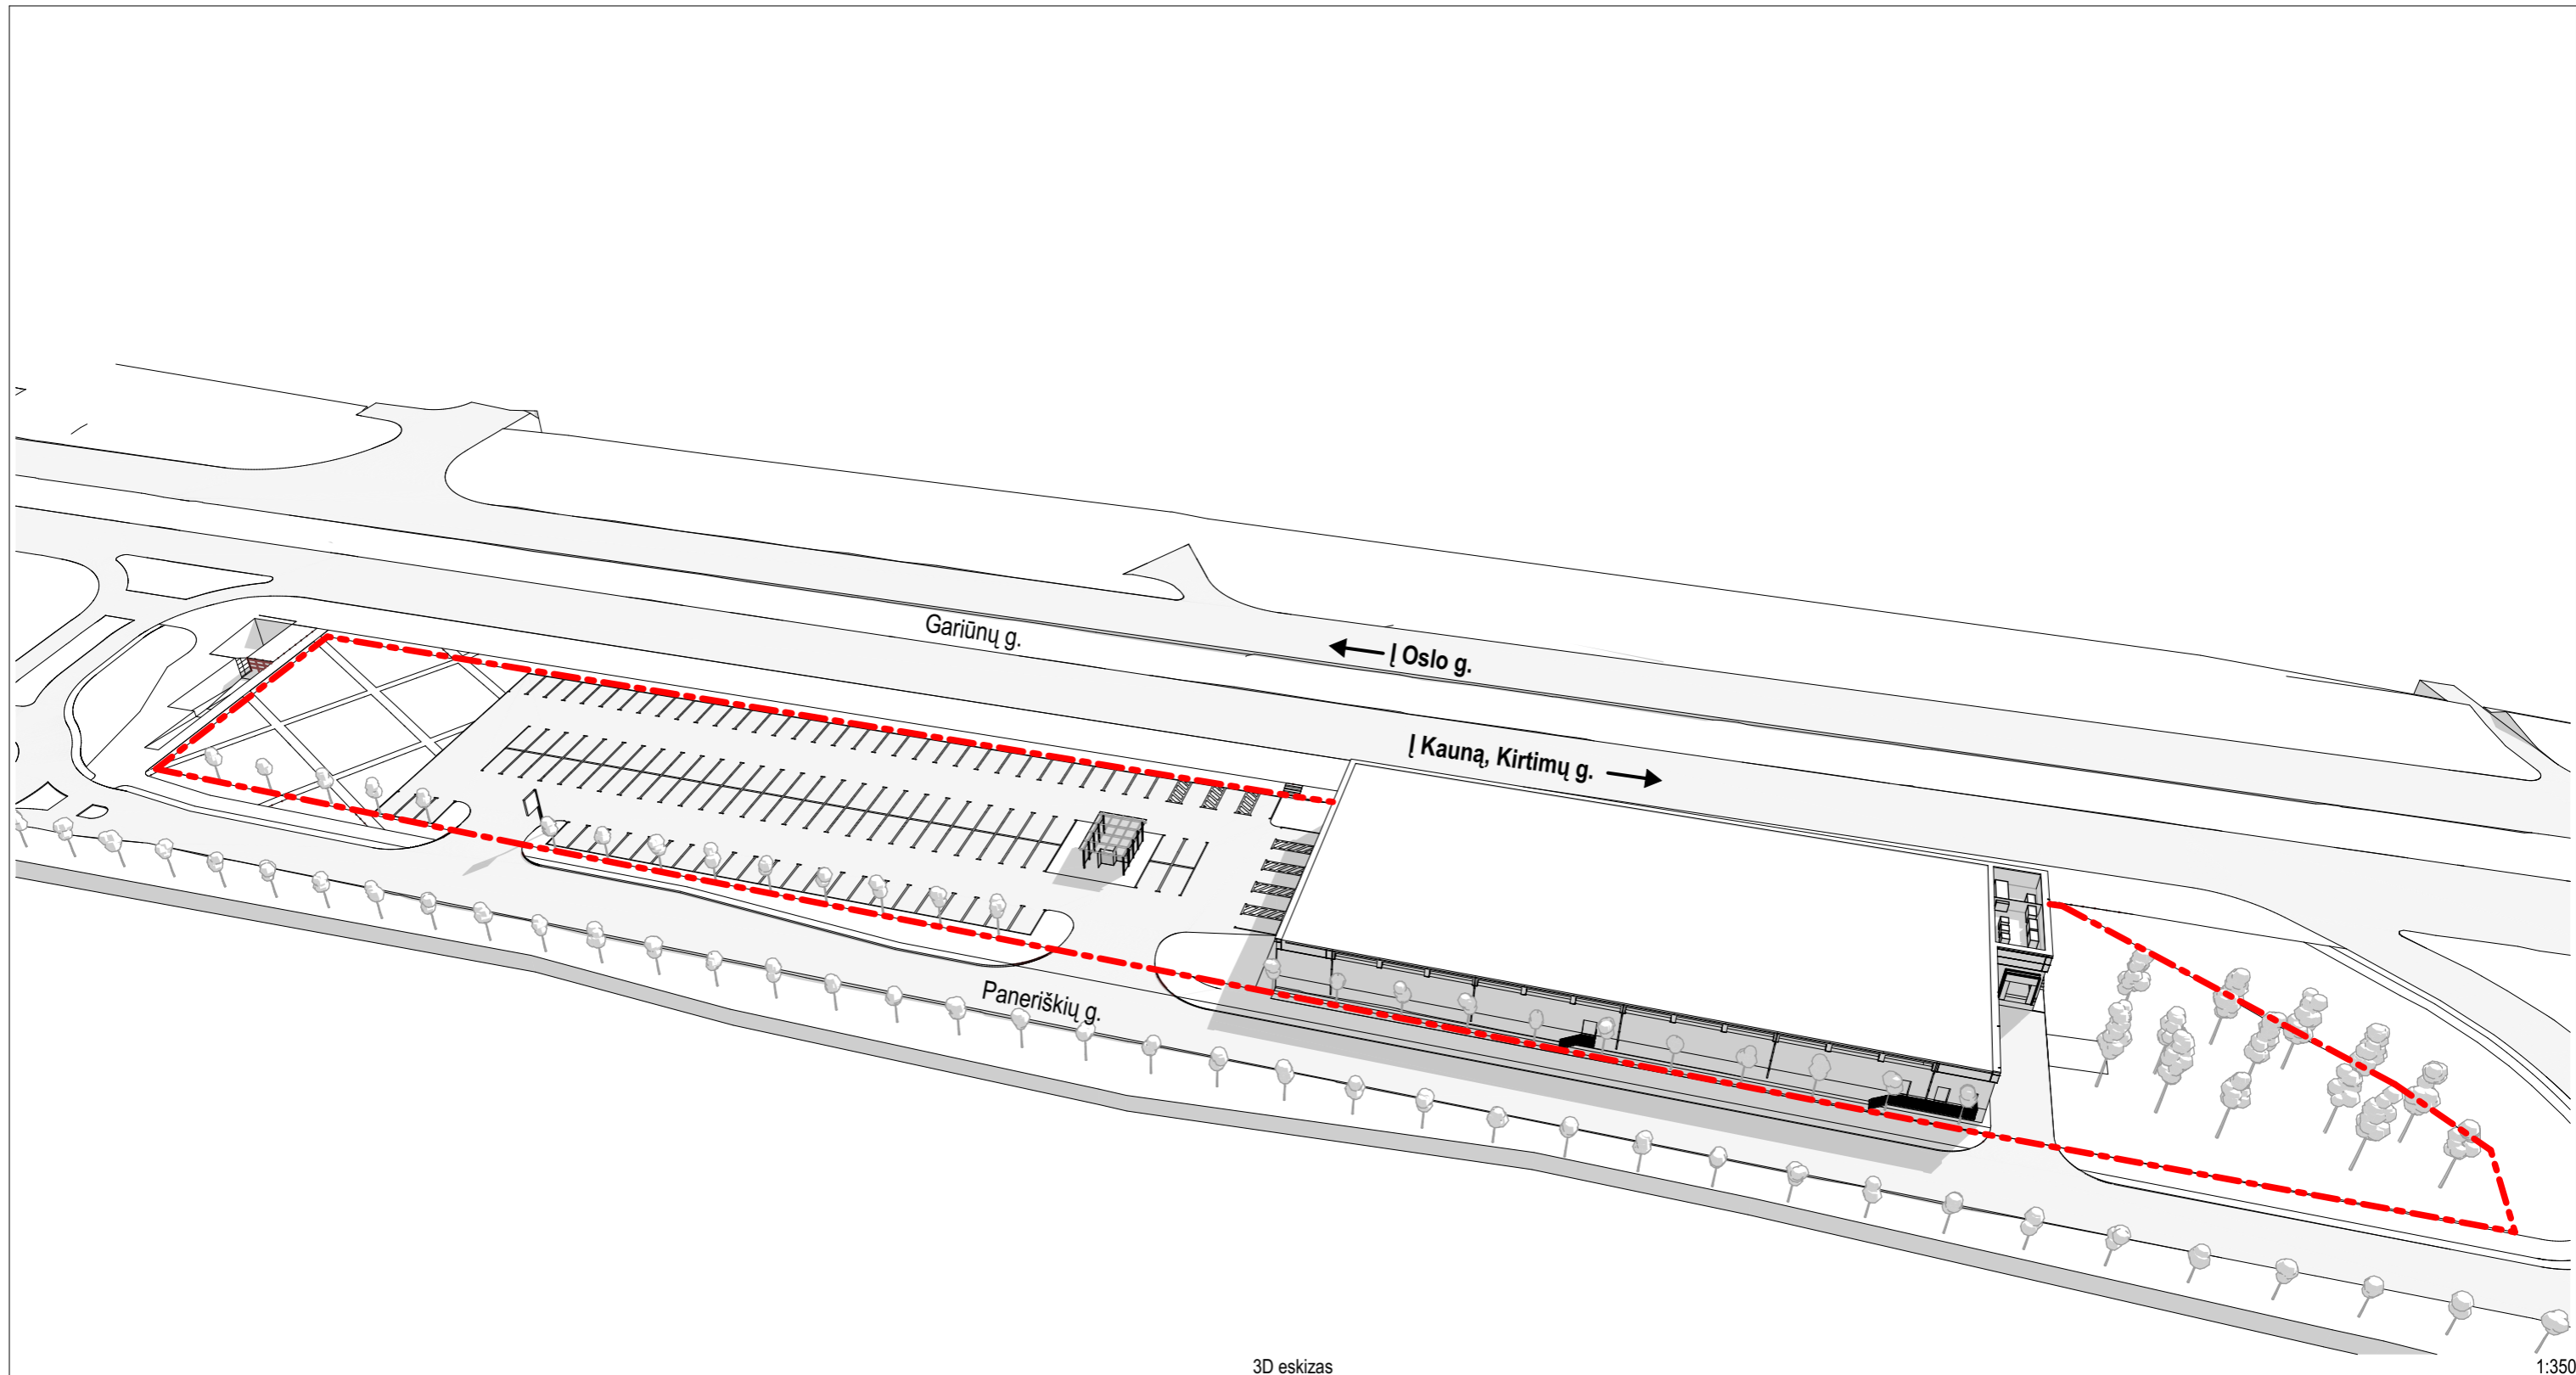 Gariūnų g.
Į Oslo g.
Į Kauną, Kirtimų g.
Paneriškių g.
3D eskizas
1:350